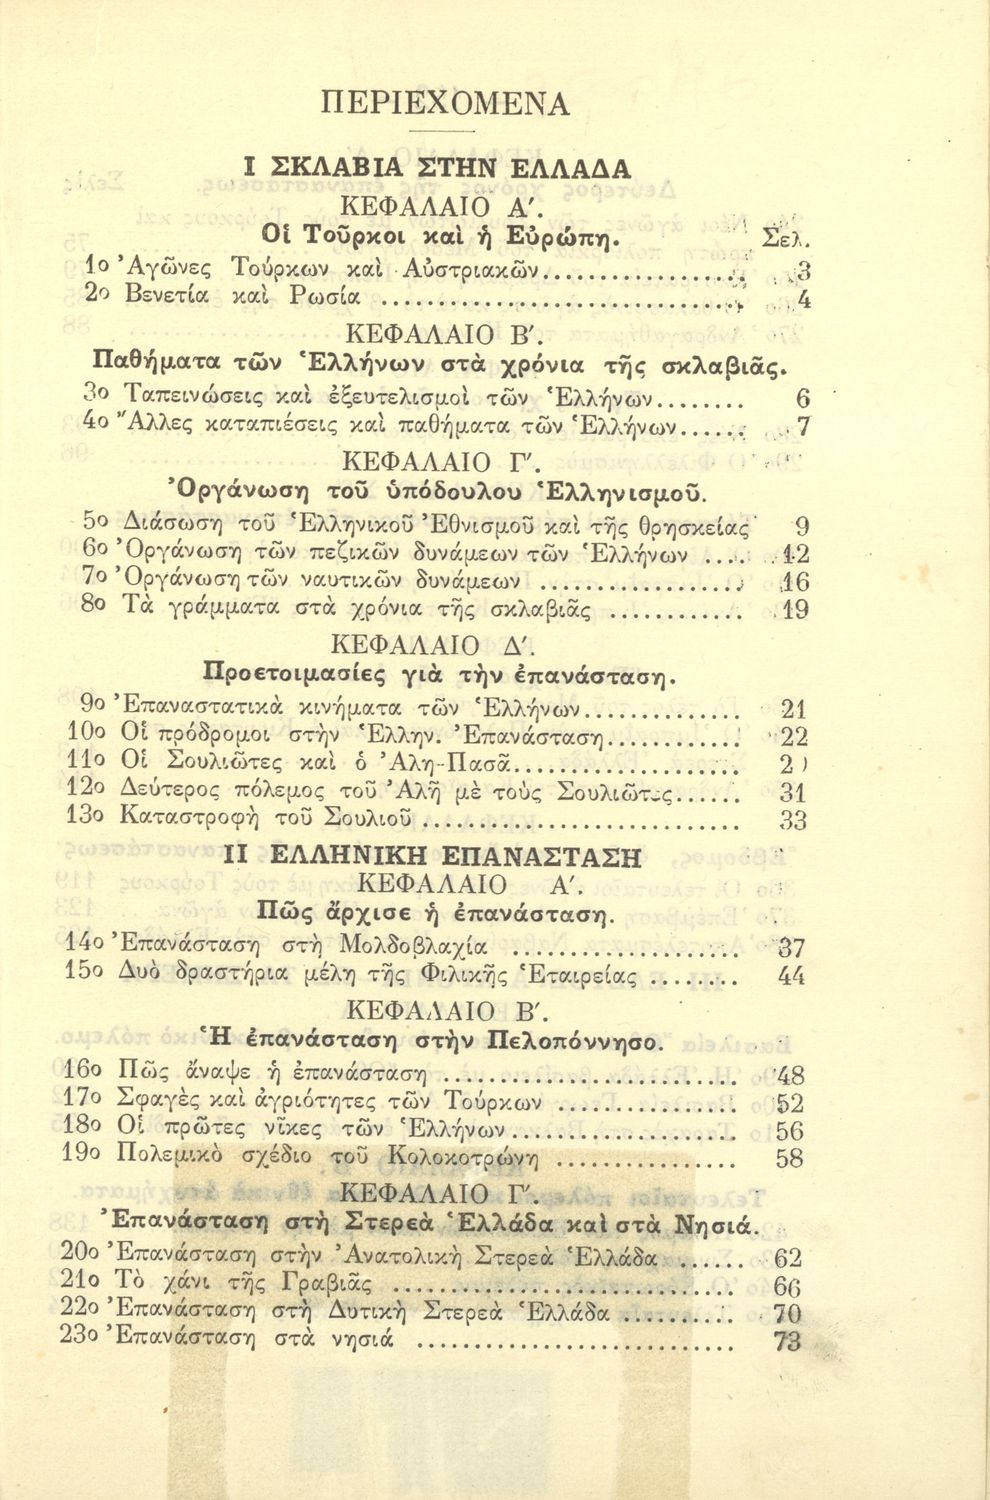 ΠΕΡΙΕΧΟΜΕΝΑ
Ι ΣΚΛΑΒΙΑ ΣΤΗΝ ΕΛΛΑΔΑ
ΚΕΦΑΛΑΙΟ Α'.
Οἱ Τοῦρκοι καὶ ἡ Εὐρώπη. Σελ.
1ο Ἀγῶνες Τούρκων καὶ Αὐστριακῶν.................... 3
2ο Βενετία καὶ Ρωσία .................................. 4
ΚΕΦΑΛΑΙΟ Β'.
Παθήματα τῶν Ἑλλήνων στὰ χρόνια τῆς σκλαβιᾶς.
3ο Ταπεινώσεις καὶ ἐξευτελισμοὶ τῶν Ἑλλήνων........ 6
4ο Ἄλλες καταπιέσεις καὶ παθήματα τῶν Ἑλλήνων...... 7
ΚΕΦΑΛΑΙΟ Γ'.
Ὀργάνωση τοῦ ὑπόδουλου Ἑλληνισμοῦ.
5ο Διάσωση τοῦ Ἑλληνικοῦ Ἐθνισμοῦ καὶ τῆς θρησκείας 9
6ο Ὀργάνωση τῶν πεζικῶν δυνάμεων τῶν Ἑλλήνων .... 12
7ο Ὀργάνωση τῶν ναυτικῶν δυνάμεων .................. 16
8ο Τὰ γράμματα στὰ χρόνια τῆς σκλαβιᾶς ............ 19
ΚΕΦΑΛΑΙΟ Δ'.
Προετοιμασίες γιὰ τὴν ἐπανάσταση.
9ο Ἐπαναστατικὰ κινήματα τῶν Ἑλλήνων.............. 21
10ο Οἱ πρόδρομοι στὴν Ἑλλην. Ἐπανάσταση............ 22
11ο Οἱ Σουλιῶτες καὶ ὁ Ἀλη-Πασᾶ.................... 2
12ο Δεύτερος πόλεμος τοῦ Ἀλῆ μὲ τοὺς Σουλιῶτες...... 31
13ο Καταστροφὴ τοῦ Σουλιοῦ............................ 33
ΙΙ ΕΛΛΗΝΙΚΗ ΕΠΑΝΑΣΤΑΣΗ
ΚΕΦΑΛΑΙΟ Α'.
Πῶς ἄρχισε ἡ ἐπανάσταση.
14ο Ἐπανάσταση στὴ Μολδοβλαχία .................... 37
15ο Δυὸ δραστήρια μέλη τῆς Φιλικῆς Ἑταιρείας ........ 44
ΚΕΦΑΛΑΙΟ Β'.
Ἡ ἐπανάσταση στὴν Πελοπόννησο.
16ο Πῶς ἄναψε ἡ ἐπανάσταση .......................... 48
17ο Σφαγὲς καὶ ἀγριότητες τῶν Τούρκων ................ 52
18ο Οἱ πρῶτες νῖκες τῶν Ἑλλήνων.................... 56
19ο Πολεμικὸ σχέδιο τοῦ Κολοκοτρώνη ................ 58
ΚΕΦΑΛΑΙΟ Γ'.
Ἐπανάσταση στὴ Στερεὰ Ἑλλάδα καὶ στὰ Νησιά.
20ο Ἐπανάσταση στὴν Ἀνατολικὴ Στερεὰ Ἑλλάδα ...... 62
21ο Τὸ χάνι τῆς Γραβιᾶς .............................. 66
22ο Ἐπανάσταση στὴ Δυτικὴ Στερεὰ Ἑλλάδα .......... 70
23ο Ἐπανάσταση στὰ νησιά ............................ 73